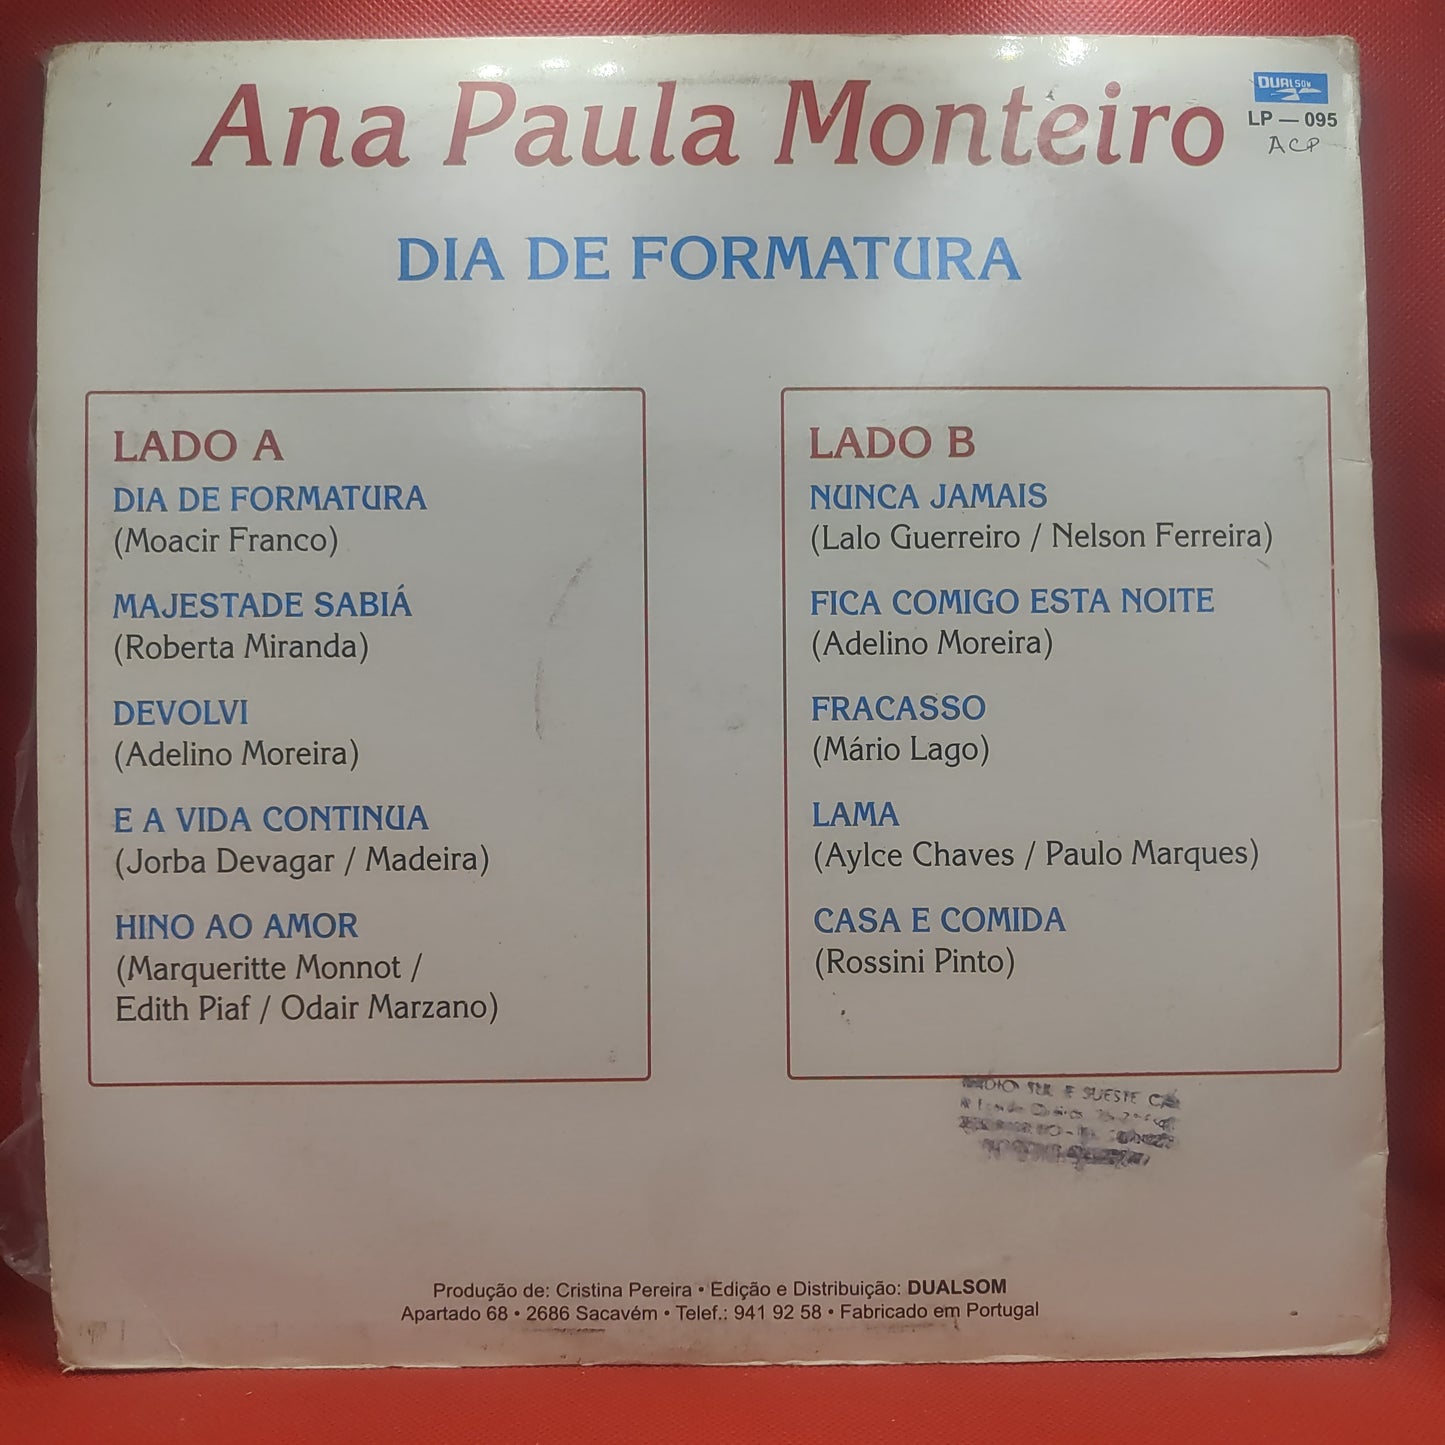 Ana Paula Monteiro
DUALSOM
LP — 095
ACP
DIA DE FORMATURA
LADO A
DIA DE FORMATURA
(Moacir Franco)
MAJESTADE SABIÁ
(Roberta Miranda)
DEVOLVI
(Adelino Moreira)
E A VIDA CONTINUA
(Jorba Devagar / Madeira)
HINO AO AMOR
(Marqueritte Monnot /
Edith Piaf / Odair Marzano)
LADO B
NUNCA JAMAIS
(Lalo Guerreiro / Nelson Ferreira)
FICA COMIGO ESTA NOITE
(Adelino Moreira)
FRACASSO
(Mário Lago)
LAMA
(Aylce Chaves / Paulo Marques)
CASA E COMIDA
(Rossini Pinto)
E SUESTE
Produção de: Cristina Pereira • Edição e Distribuição: DUALSOM
Apartado 68 • 2686 Sacavém • Telef.: 941 92 58 • Fabricado em Portugal